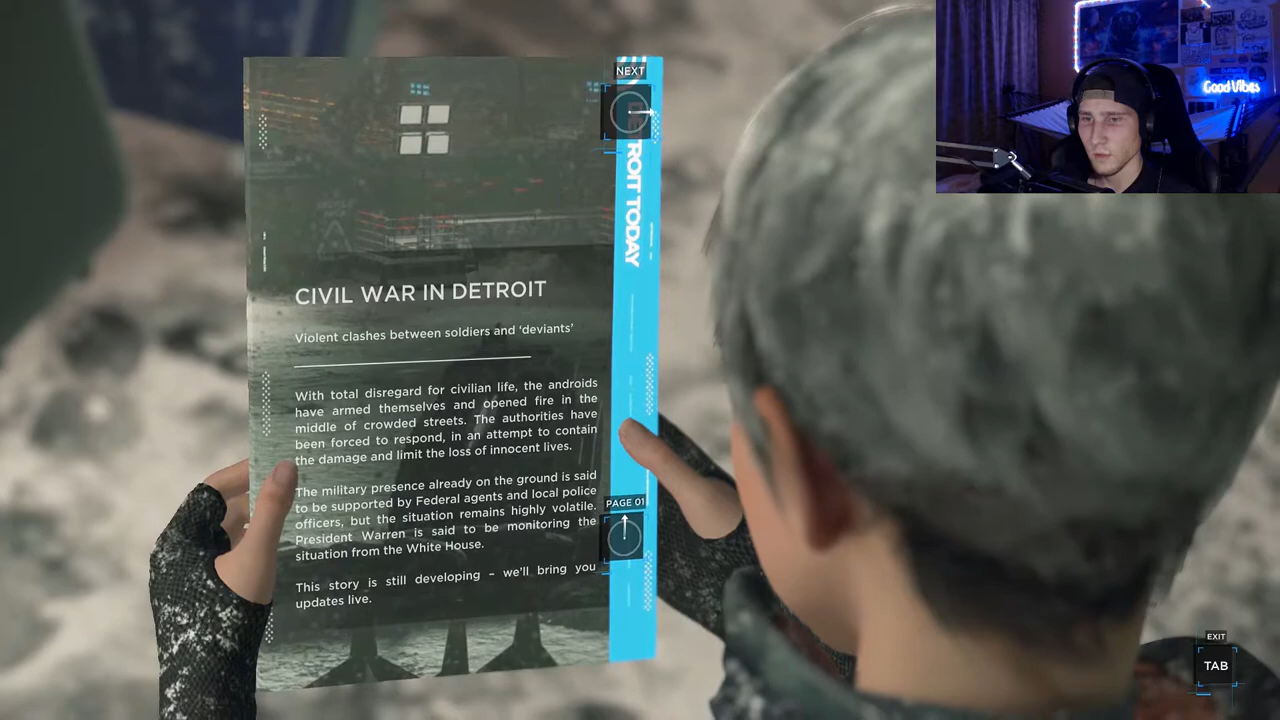 NEXT
ROIT TODAY
Good Vibes
CIVIL WAR IN DETROIT
Violent clashes between soldiers and ‘deviants’
With total disregard for civilian life, the androids
have armed themselves and opened fire in the
middle of crowded streets. The authorities have
been forced to respond, in an attempt to contain
the damage and limit the loss of innocent lives.
The military presence already on the ground is said
to be supported by Federal agents and local police
officers, but the situation remains highly volatile.
President Warren is said to be monitoring the
situation from the White House.
This story is still developing – we’ll bring you
updates live.
PAGE 01
EXIT
TAB